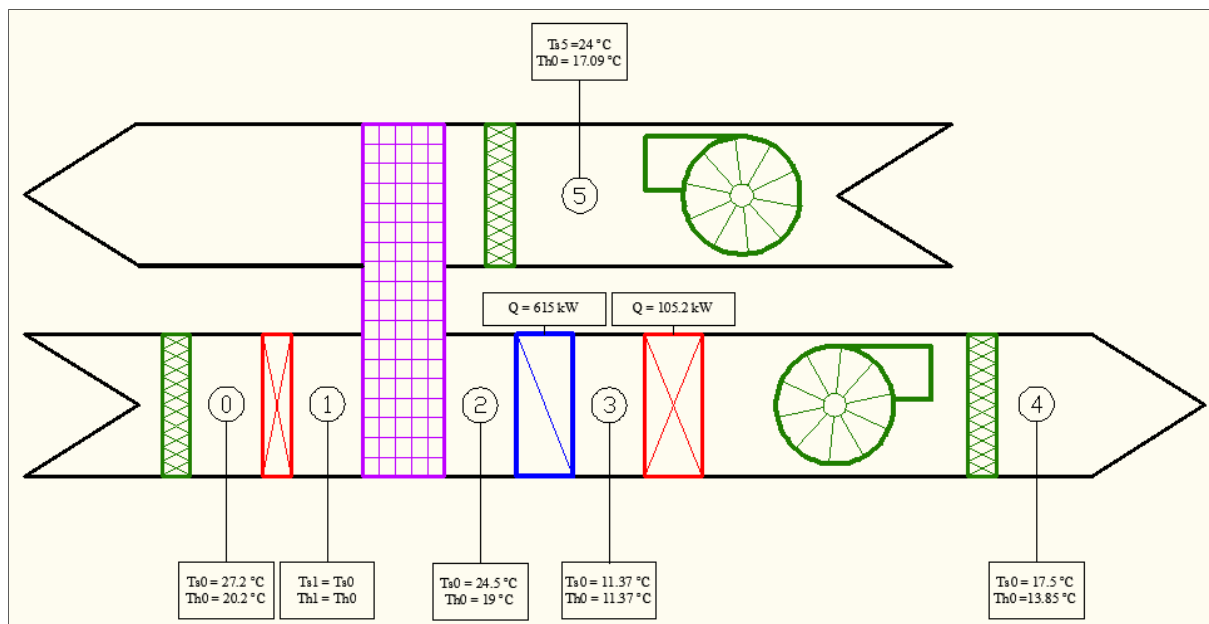 Ts5 =24 °C
Th0 = 17.09 °C
5
Q = 615 kW
Q = 105.2 kW
0
1
2
3
4
Ts0 = 27.2 °C
Th0 = 20.2 °C
Ts1 = Ts0
Th1 = Th0
Ts0 = 24.5 °C
Th0 = 19 °C
Ts0 = 11.37 °C
Th0 = 11.37 °C
Ts0 = 17.5 °C
Th0 =13.85 °C